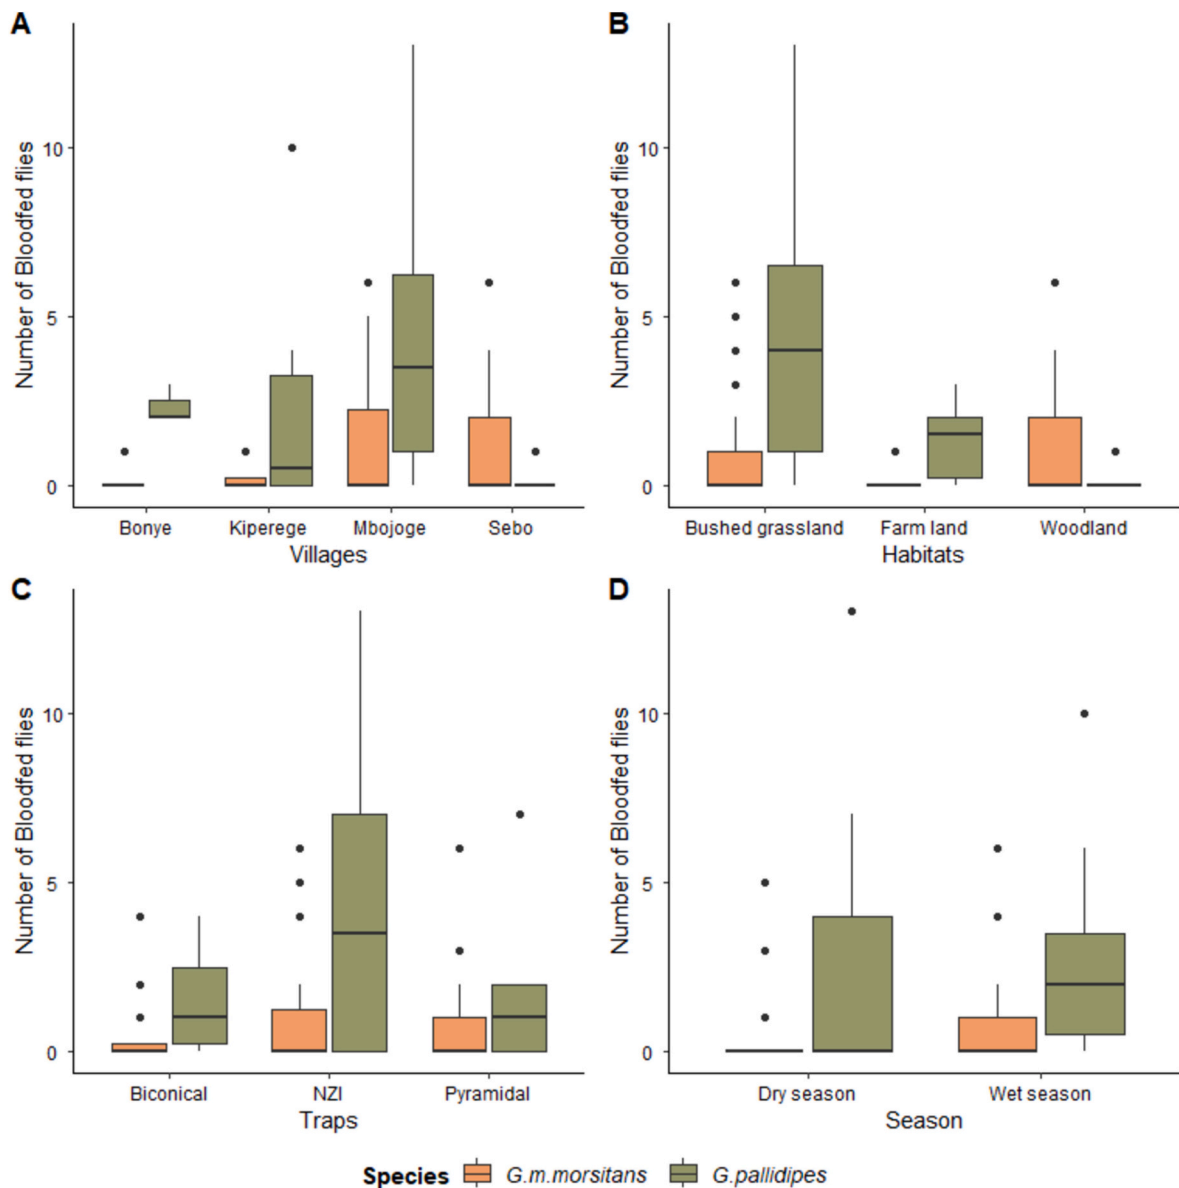 A
Number of Bloodfed flies
10
5
0
Bonye Kiperege Mbojoge Sebo
Villages
B
Number of Bloodfed flies
10
5
0
Bushed grassland Farm land Woodland
Habitats
C
Number of Bloodfed flies
10
5
0
Biconical NZI Pyramidal
Traps
D
Number of Bloodfed flies
10
5
0
Dry season Wet season
Season
Species G.m.morsitans G.pallidipes